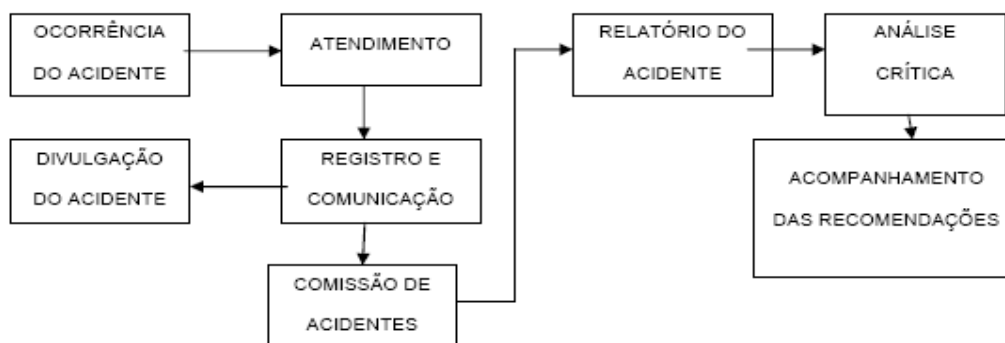 OCORRÊNCIA
DO ACIDENTE
ATENDIMENTO
RELATÓRIO DO
ACIDENTE
ANÁLISE
CRÍTICA
DIVULGAÇÃO
DO ACIDENTE
REGISTRO E
COMUNICAÇÃO
ACOMPANHAMENTO
DAS RECOMENDAÇÕES
COMISSÃO DE
ACIDENTES